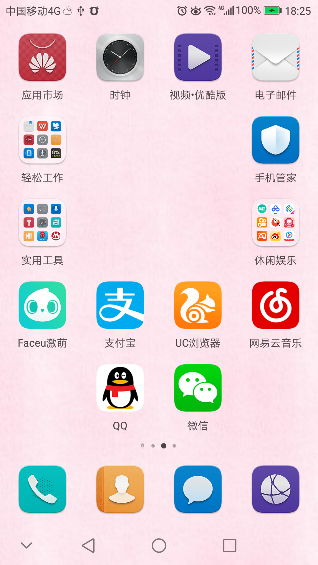 中国移动4G 4G 100% 18:25
应用市场 时钟 视频·优酷版 电子邮件
轻松工作 手机管家
实用工具 休闲娱乐
Faceu激萌 支付宝 UC浏览器 网易云音乐
QQ 微信